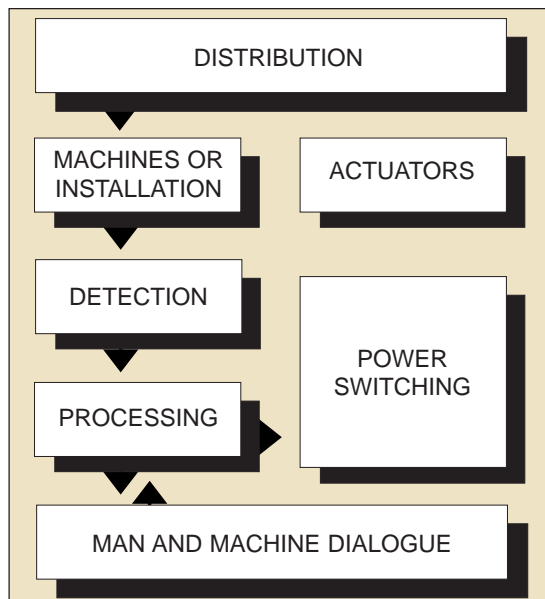 DISTRIBUTION
MACHINES OR
INSTALLATION
ACTUATORS
DETECTION
POWER
SWITCHING
PROCESSING
MAN AND MACHINE DIALOGUE